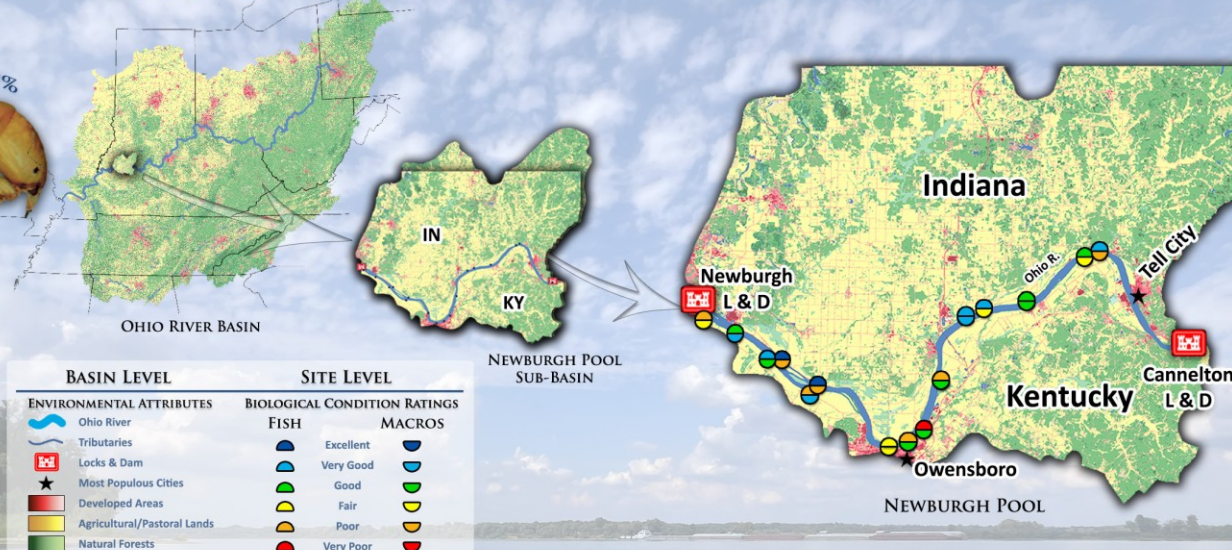 %
OHIO RIVER BASIN
IN
KY
NEWBURGH POOL
SUB-BASIN
Indiana
Ohio R.
Tell City
Newburgh
L & D
Cannelton
L & D
Kentucky
Owensboro
NEWBURGH POOL
BASIN LEVEL
ENVIRONMENTAL ATTRIBUTES
Ohio River
Tributaries
Locks & Dam
Most Populous Cities
Developed Areas
Agricultural/Pastoral Lands
Natural Forests
SITE LEVEL
BIOLOGICAL CONDITION RATINGS
FISH MACROS
Excellent
Very Good
Good
Fair
Poor
Very Poor